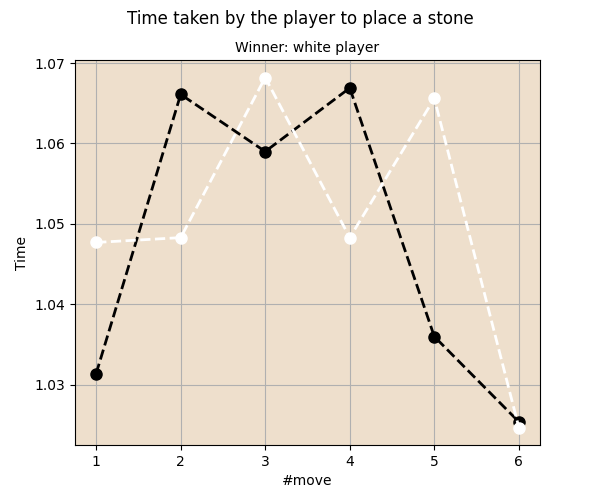 Time taken by the player to place a stone
Winner: white player
1.07
1.06
1.05
1.04
1.03
Time
1 2 3 4 5 6
#move